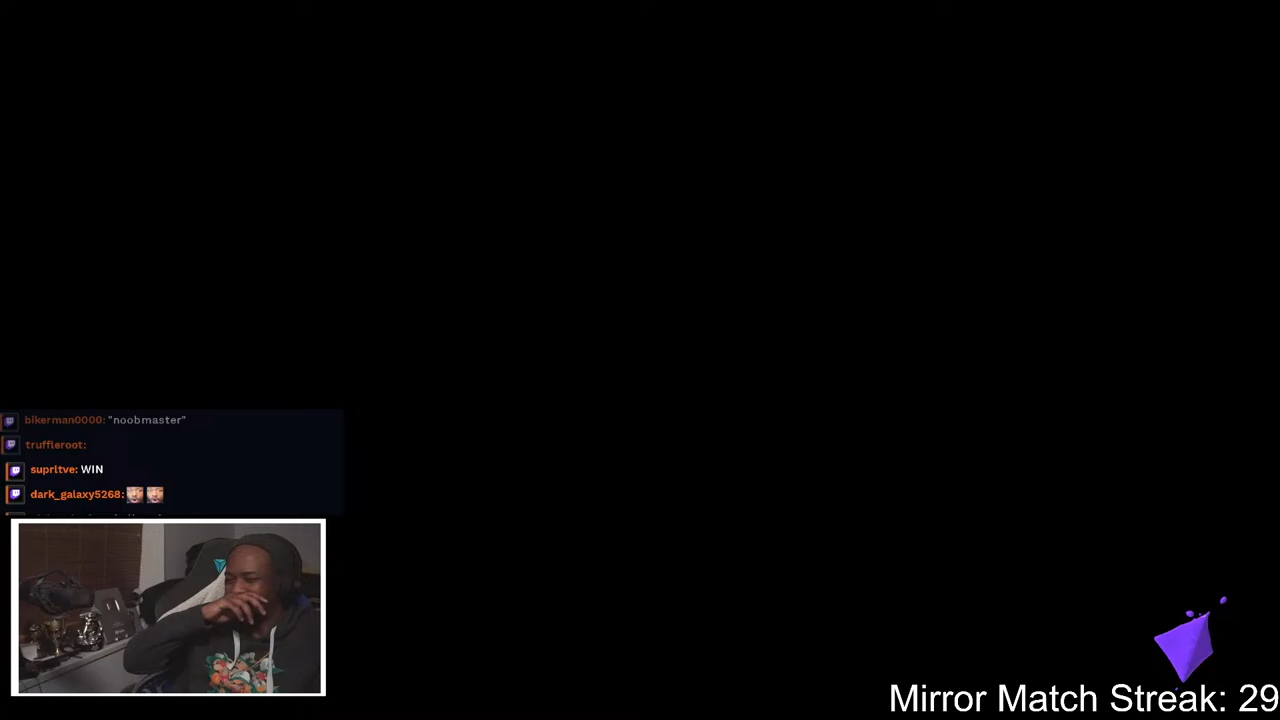 bikerman0000: "noobmaster"
truffleroot:
supritve: WIN
dark_galaxy5268:
Mirror Match Streak: 29